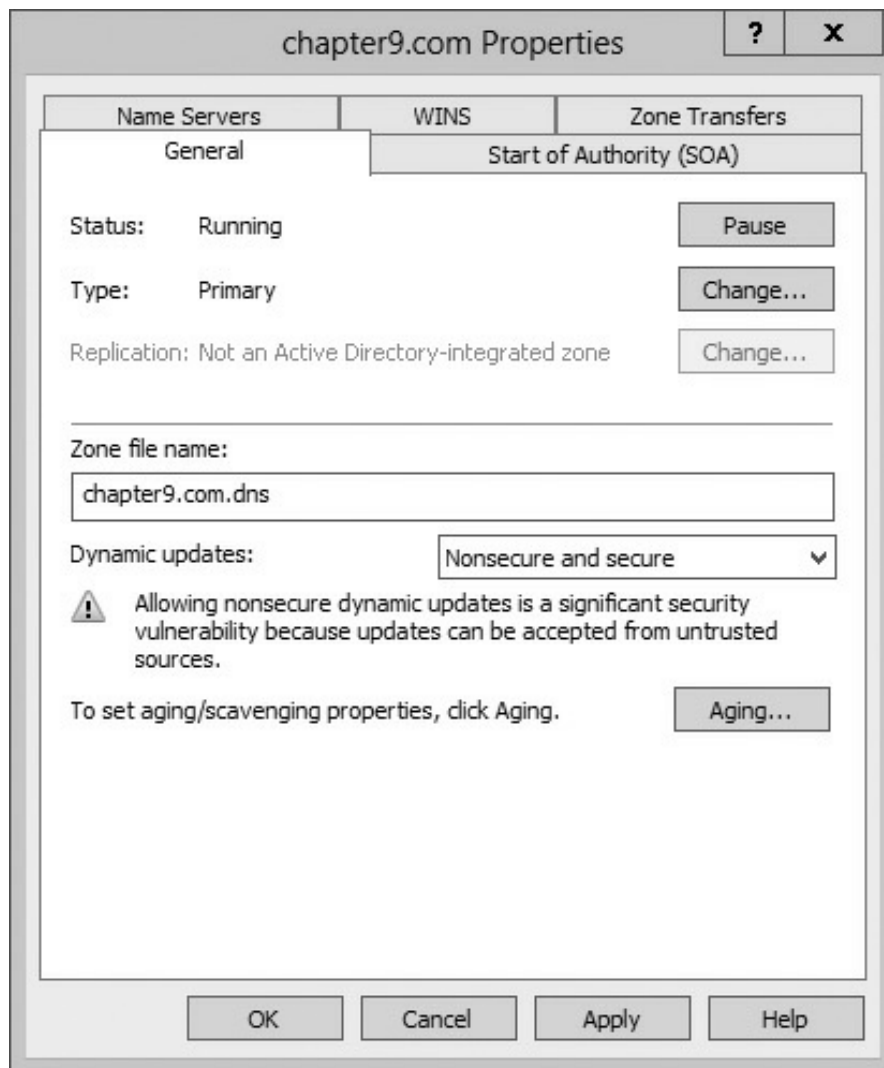 chapter9.com Properties
?
x
Name Servers
WINS
Zone Transfers
General
Start of Authority (SOA)
Status: Running
Pause
Type: Primary
Change...
Replication: Not an Active Directory-integrated zone
Change...
Zone file name:
chapter9.com.dns
Dynamic updates:
Nonsecure and secure
Allowing nonsecure dynamic updates is a significant security
vulnerability because updates can be accepted from untrusted
sources.
To set aging/scavenging properties, click Aging.
Aging...
OK
Cancel
Apply
Help